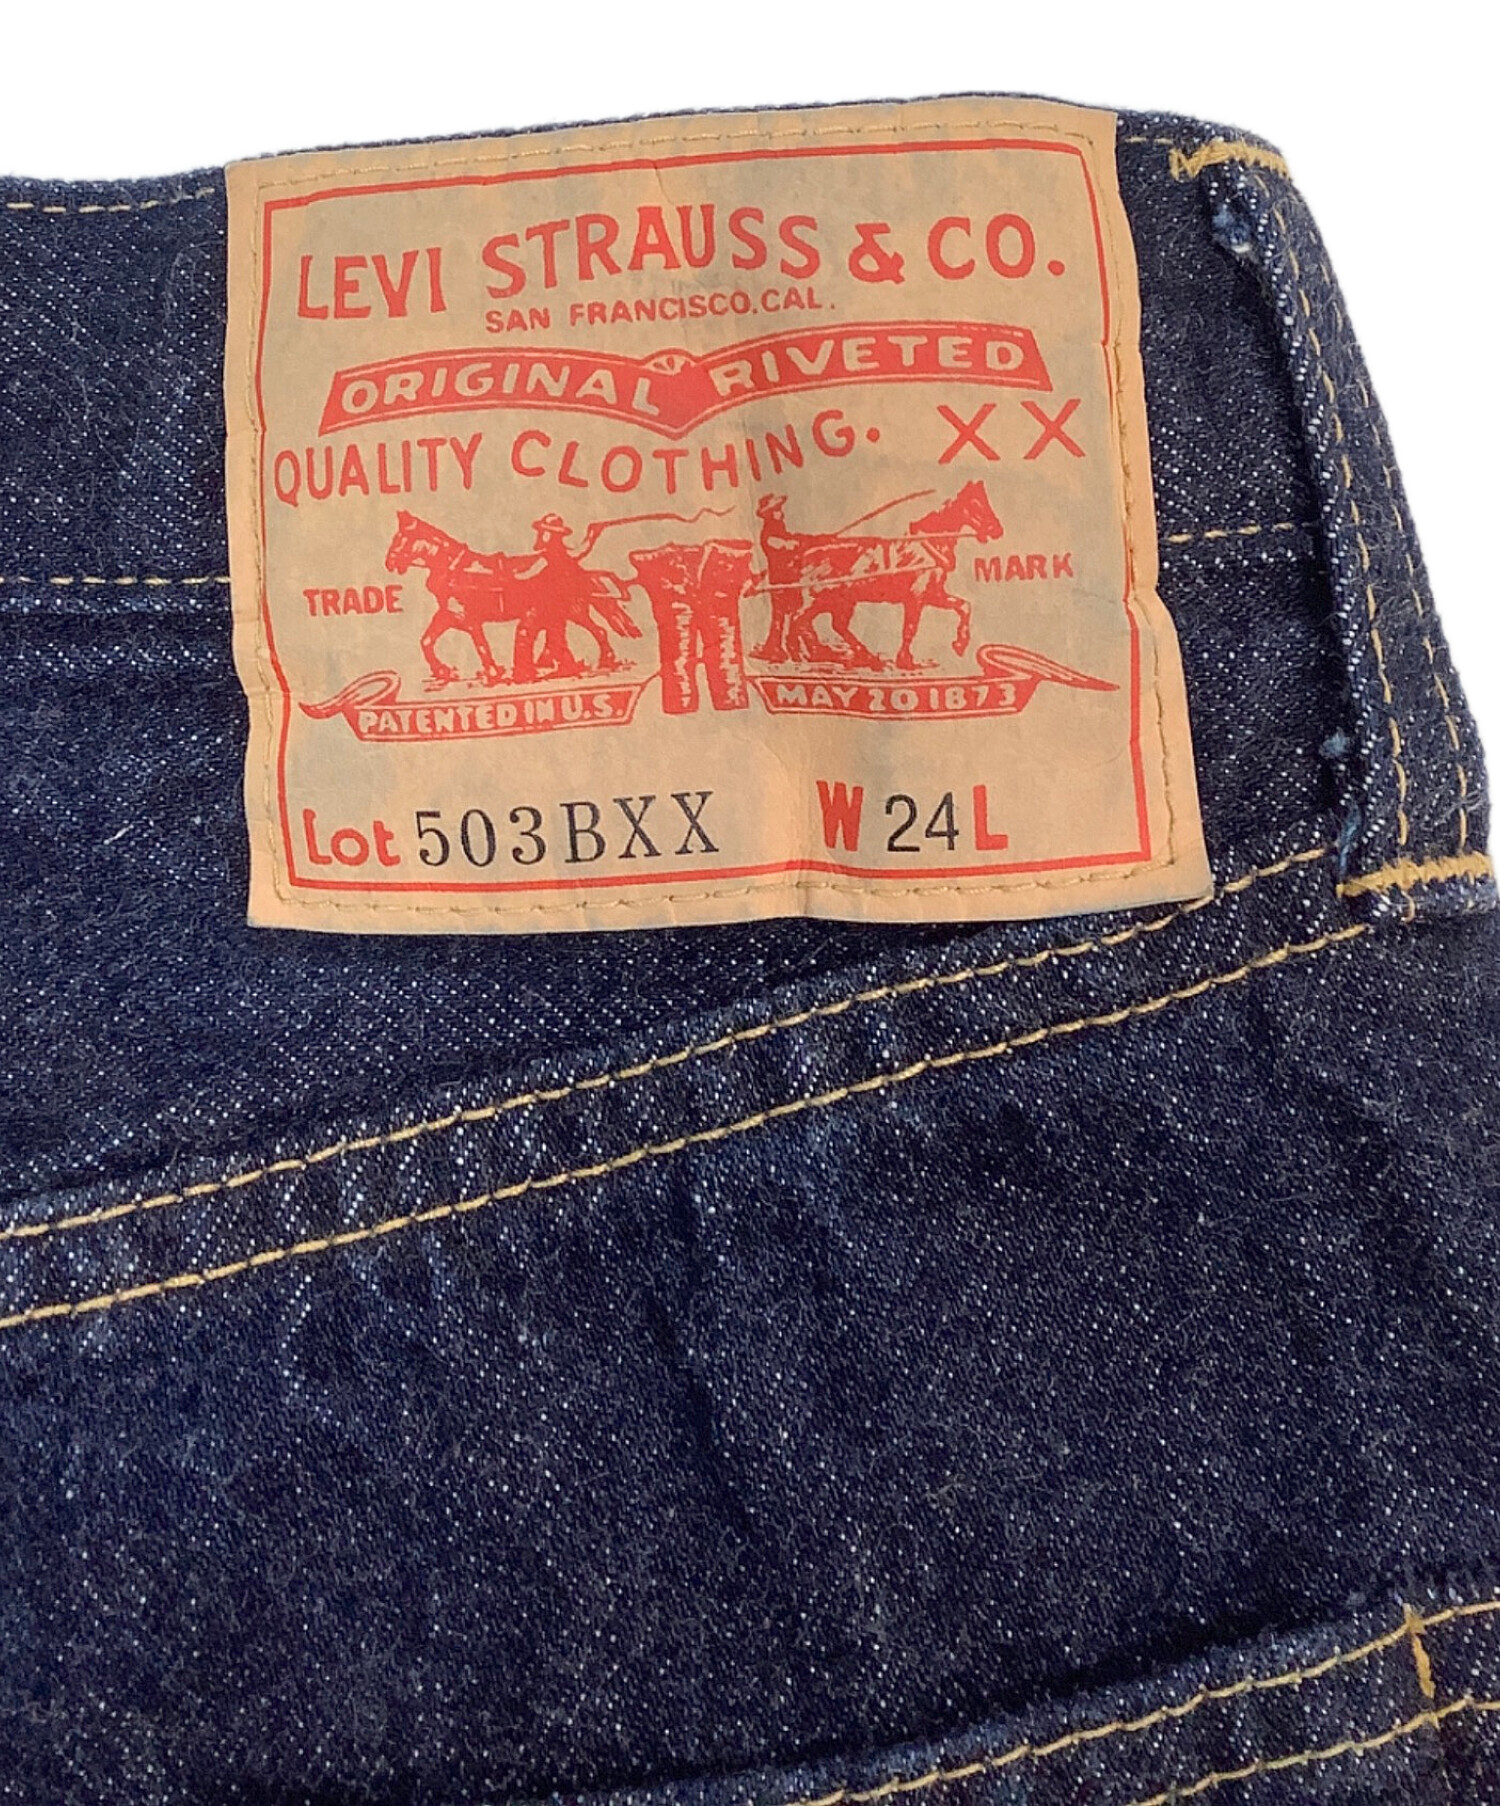 LEVI STRAUSS & CO.
SAN FRANCISCO, CAL.
ORIGINAL RIVETED
QUALITY CLOTHING. XX
TRADE MARK
PATENTED IN U.S. MAY 20 1873
Lot 503BXX W 24 L